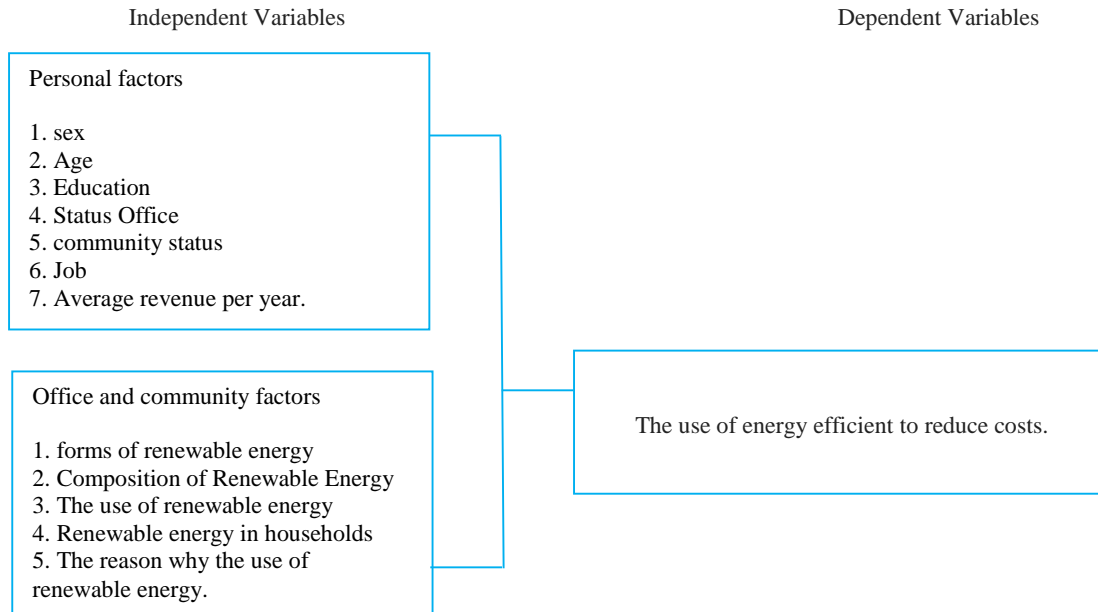 Independent Variables
Dependent Variables
Personal factors
1. sex
2. Age
3. Education
4. Status Office
5. community status
6. Job
7. Average revenue per year.
Office and community factors
1. forms of renewable energy
2. Composition of Renewable Energy
3. The use of renewable energy
4. Renewable energy in households
5. The reason why the use of
renewable energy.
The use of energy efficient to reduce costs.